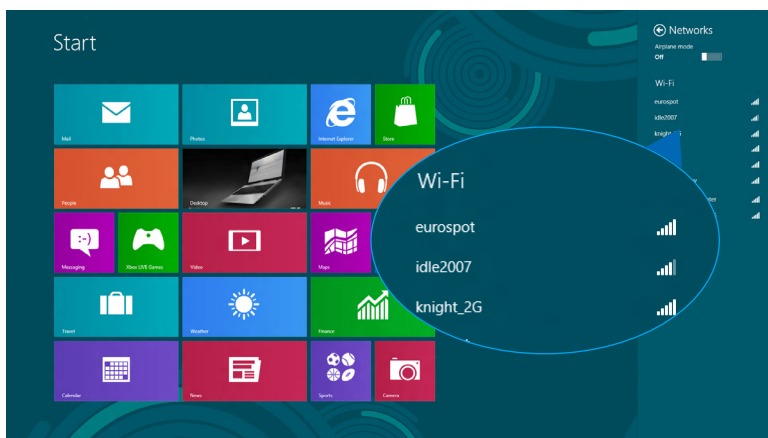 Start
Networks
Airplane mode
Off
Wi-Fi
eurospot
idle2007
Mail
Photos
Internet Explorer
Store
People
Desktop
Music
Wi-Fi
eurospot
idle2007
knight_2G
Messaging
Xbox LIVE Games
Video
Maps
Travel
Weather
Finance
Calendar
News
Sports
Camera